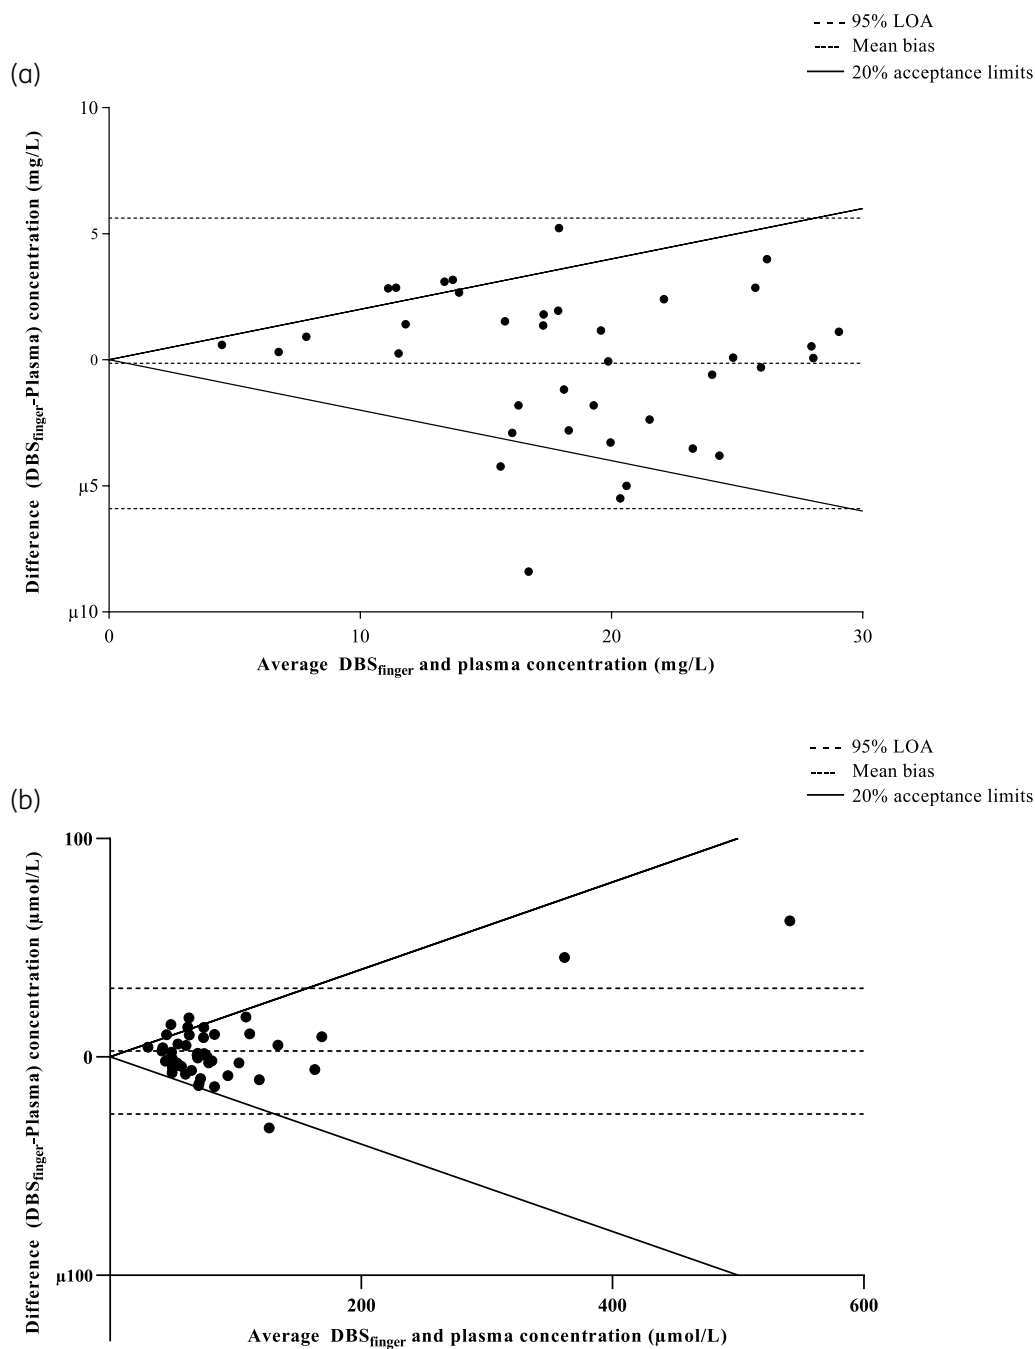 95% LOA
Mean bias
20% acceptance limits
(a)
Difference (DBSfinger-Plasma) concentration (mg/L)
10
5
0
µ5
µ10
0 10 20 30
Average DBSfinger and plasma concentration (mg/L)
95% LOA
Mean bias
20% acceptance limits
(b)
Difference (DBSfinger-Plasma) concentration (µmol/L)
100
0
µ100
200 400 600
Average DBSfinger and plasma concentration (µmol/L)